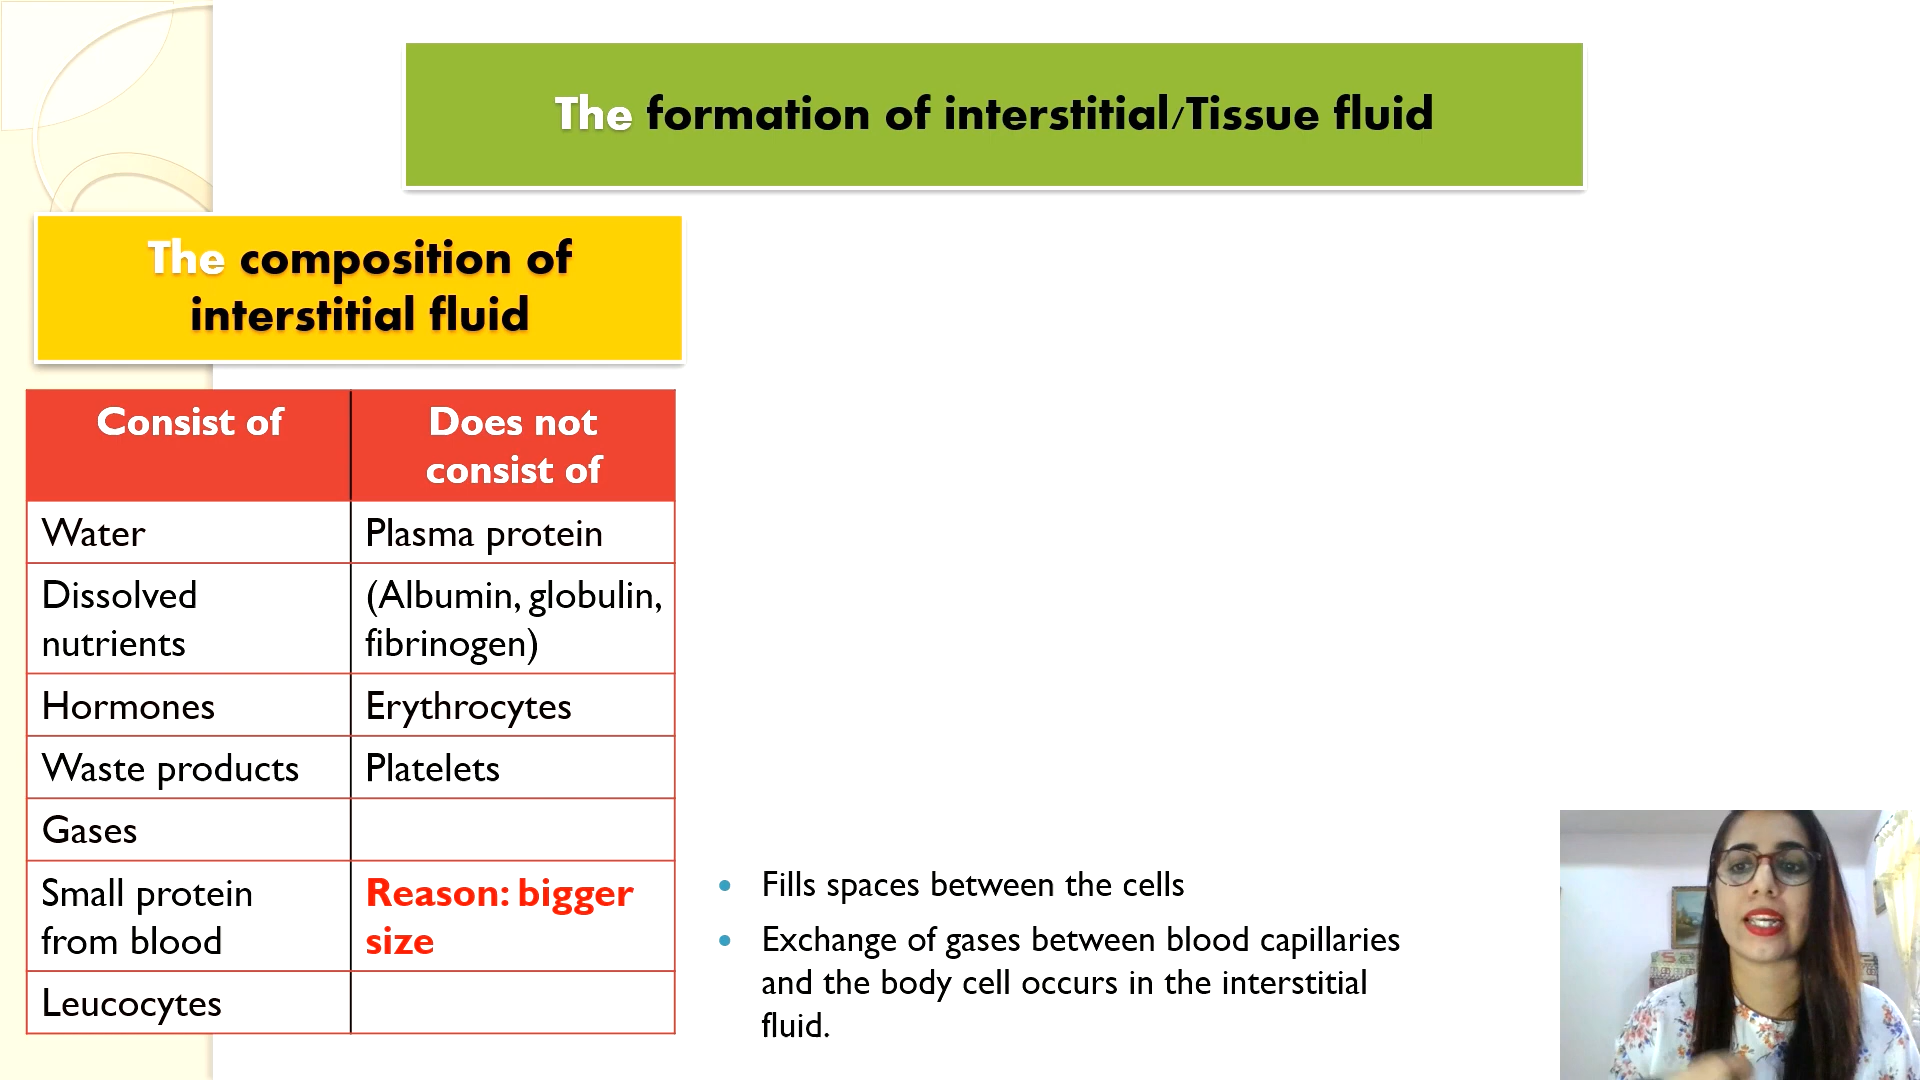 The formation of interstitial/Tissue fluid
The composition of
interstitial fluid
Consist of
Does not
consist of
Water
Plasma protein
Dissolved
nutrients
(Albumin, globulin,
fibrinogen)
Hormones
Erythrocytes
Waste products
Platelets
Gases
Small protein
from blood
Reason: bigger
size
Leucocytes
Fills spaces between the cells
Exchange of gases between blood capillaries
and the body cell occurs in the interstitial
fluid.